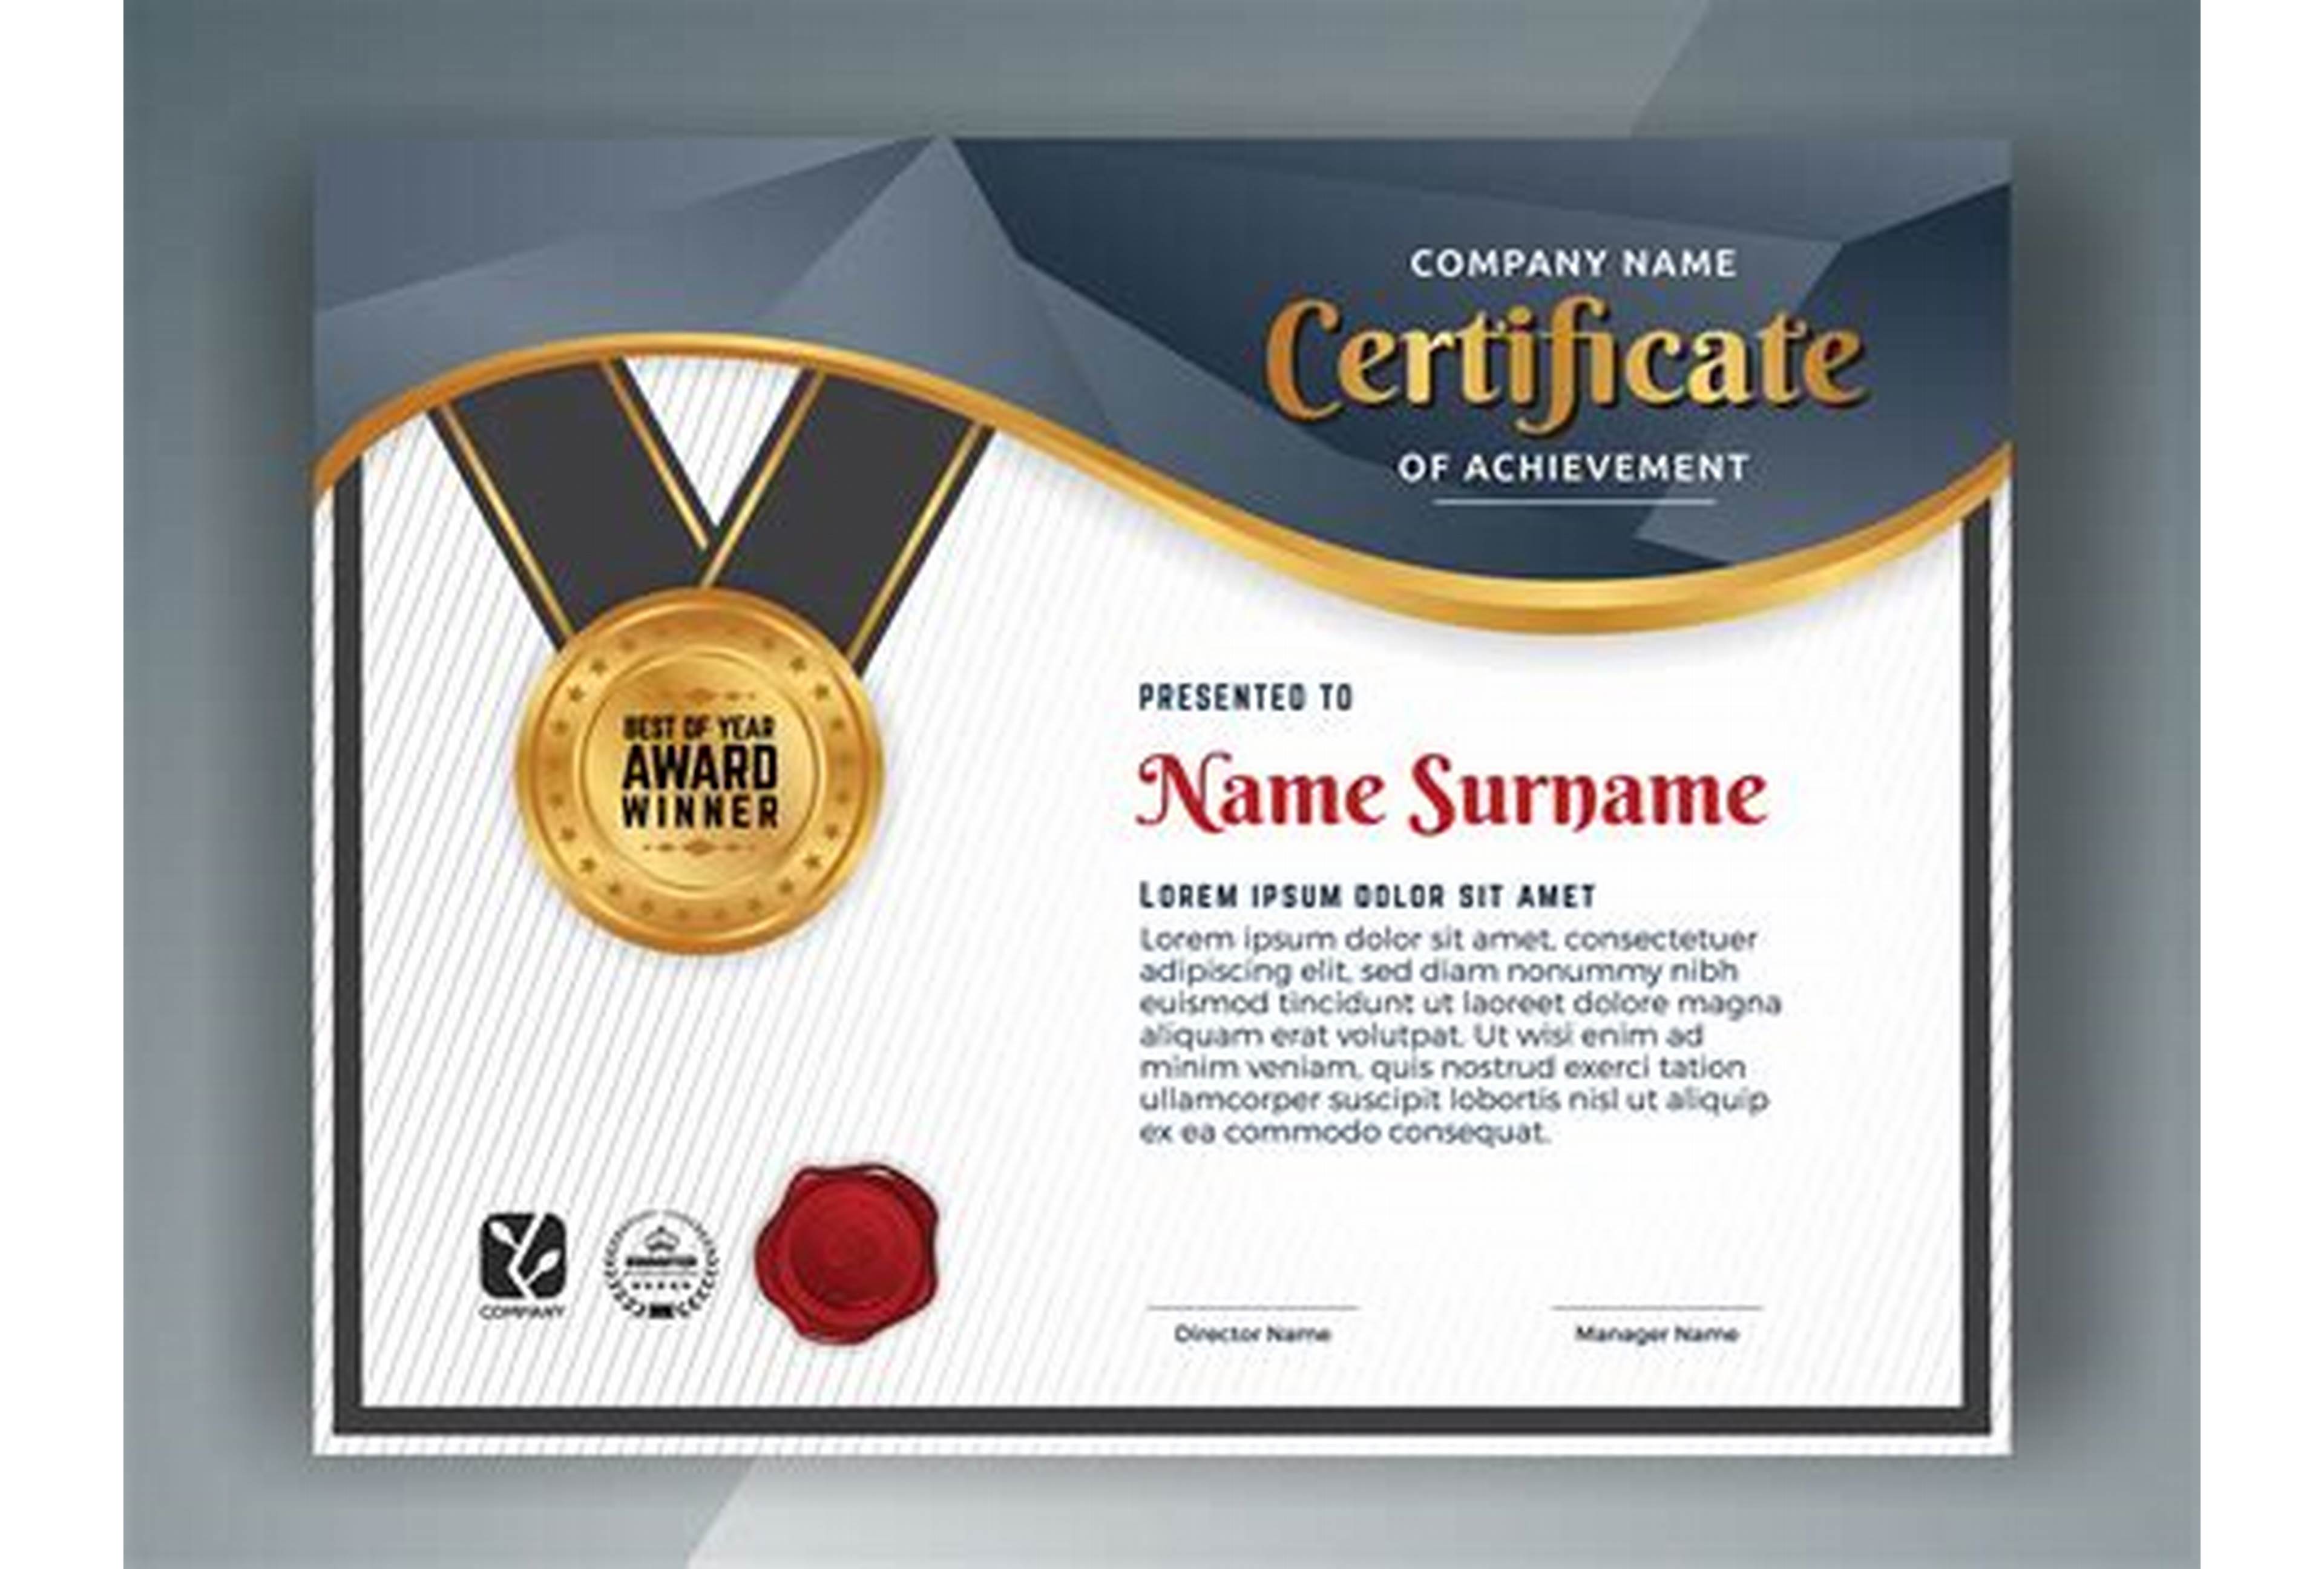 COMPANY NAME
Certificate
OF ACHIEVEMENT
BEST OF YEAR
AWARD
WINNER
PRESENTED TO
Name Surname
LOREM IPSUM DOLOR SIT AMET
Lorem ipsum dolor sit amet, consectetuer
adipiscing elit, sed diam nonummy nibh
euismod tincidunt ut laoreet dolore magna
aliquam erat volutpat. Ut wisi enim ad
minim veniam, quis nostrud exerci tation
ullamcorper suscipit lobortis nisl ut aliquip
ex ea commodo consequat.
COMPANY
Director Name
Manager Name